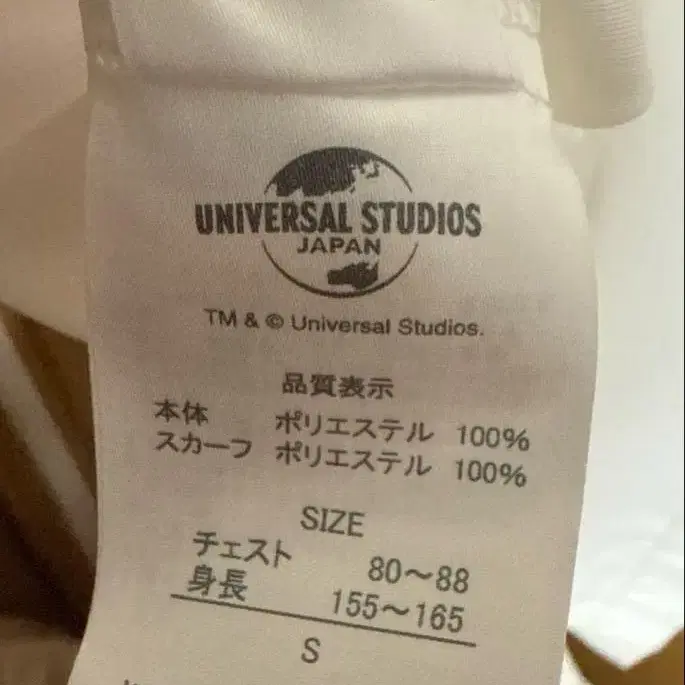 UNIVERSAL STUDIOS
JAPAN
TM & © Universal Studios.
品質表示
本体 ポリエステル 100%
スカーフ ポリエステル 100%
SIZE
チェスト 80～88
身長 155～165
S